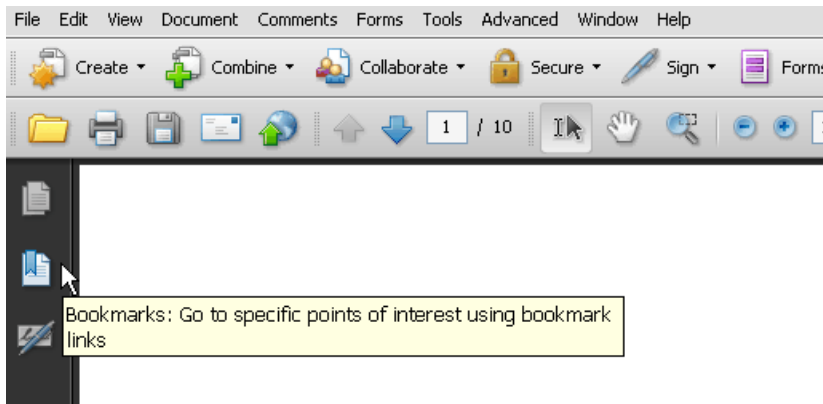 File Edit View Document Comments Forms Tools Advanced Window Help
Create Combine Collaborate Secure Sign Forms
1 / 10
Bookmarks: Go to specific points of interest using bookmark
links